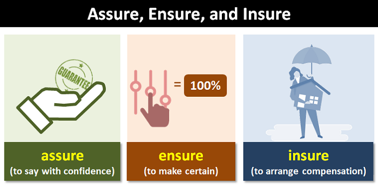 Assure, Ensure, and Insure
GUARANTEE
= 100%
assure
(to say with confidence)
ensure
(to make certain)
insure
(to arrange compensation)